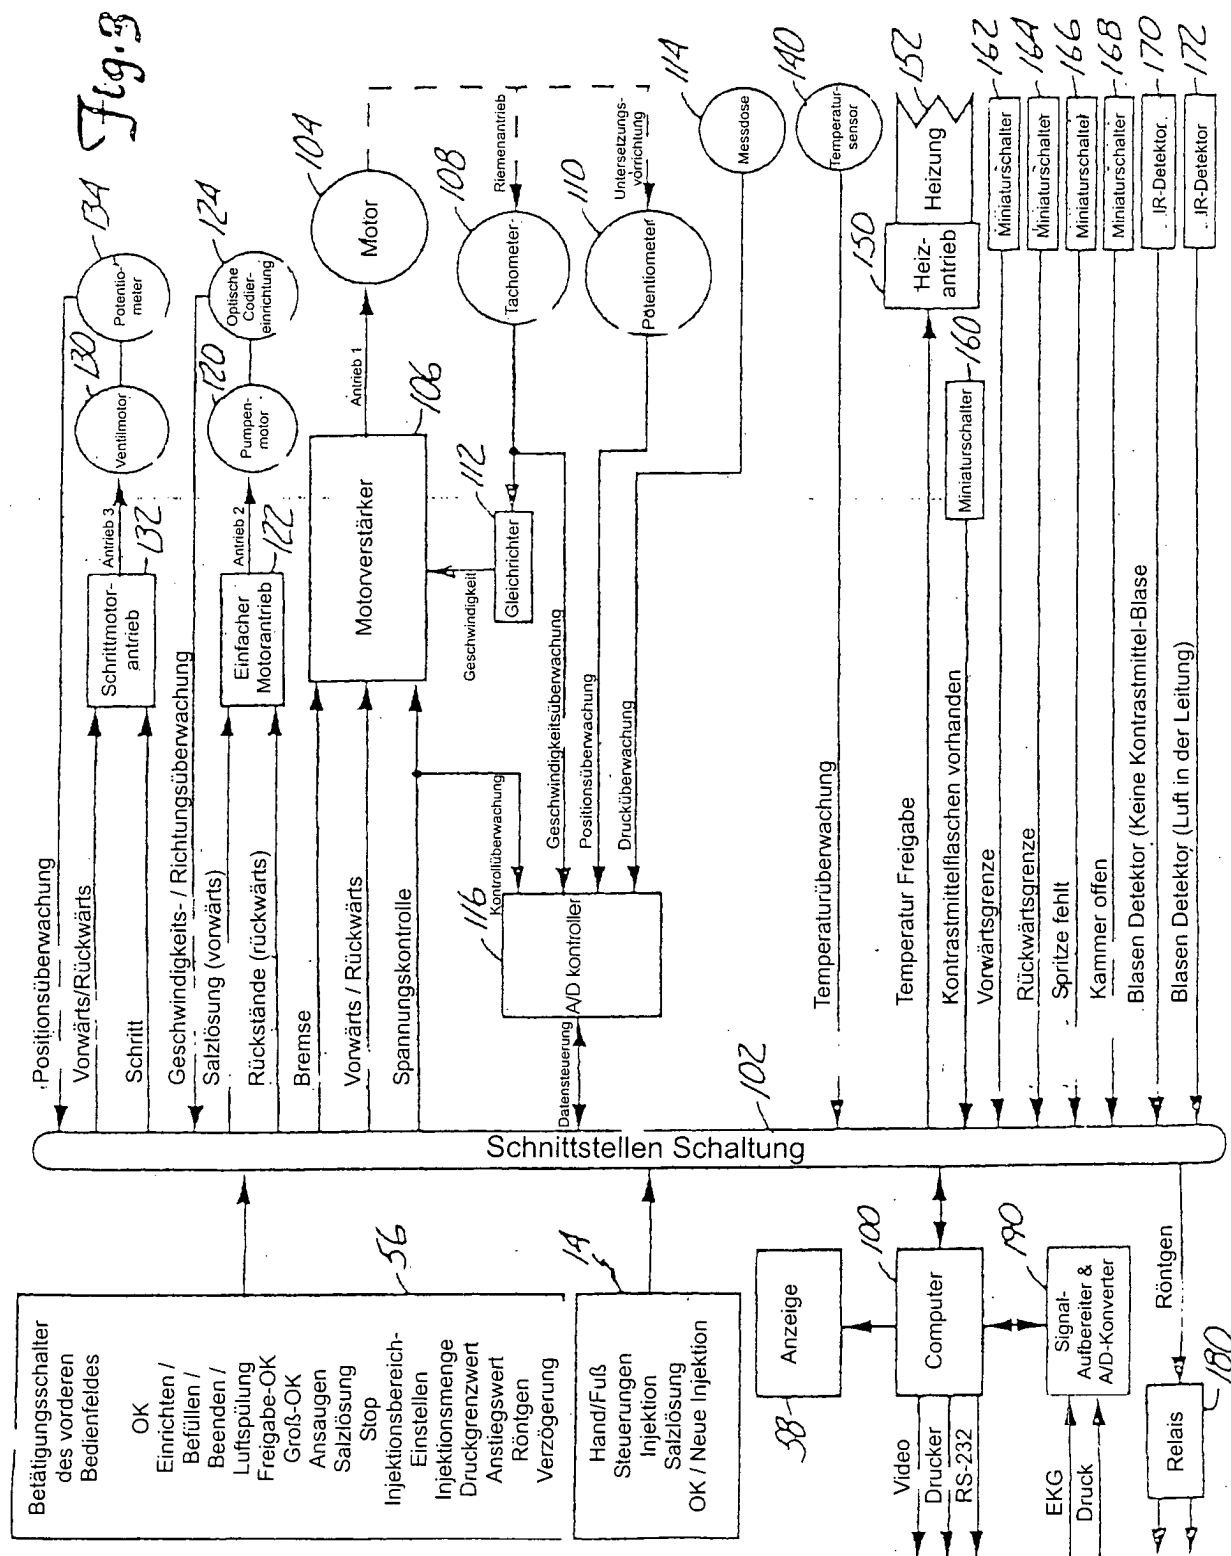 Fig. 3
Betätigungsschalter
des vorderen
Bedienfeldes
OK
Einrichten /
Befüllen /
Beenden /
Luftspülung
Freigabe-OK
Groß-OK
Ansaugen
Salzlösung
Stop
Injektionsbereich-
Einstellen
Injektionsmenge
Druckgrenzwert
Anstiegswert
Röntgen
Verzögerung
56
Hand/Fuß
Steuerungen
Injektion
Salzlösung
OK / Neue Injektion
14
Anzeige
38
Computer
100
Video
Drucker
RS-232
Signal-
Aufbereiter &
A/D-Konverter
190
EKG
Druck
Röntgen
Relais
180
Schnittstellen Schaltung
102
Positionsüberwachung
Vorwärts/Rückwärts
Schritt
Schrittmotor-
antrieb
132
Antrieb 3
Ventilmotor
130
Potentio-
meter
134
Geschwindigkeits- / Richtungsüberwachung
Salzlösung (vorwärts)
Rückstände (rückwärts)
Einfacher
Motorantrieb
122
Antrieb 2
Pumpen-
motor
120
Optische
Codier-
einrichtung
124
Bremse
Vorwärts / Rückwärts
Spannungskontrolle
Motorverstärker
106
Antrieb 1
Motor
104
Geschwindigkeit
Gleichrichter
112
Riemenantrieb
Tachometer
108
Untersetzungs-
vorrichtung
Potentiometer
110
Datensteuerung
A/D kontroller
116
Kontrollüberwachung
Geschwindigkeitsüberwachung
Positionsüberwachung
Drucküberwachung
Messdose
114
Temperaturüberwachung
Temperatur-
sensor
140
Temperatur Freigabe
Heiz-
antrieb
150
Heizung
152
Kontrastmittelflaschen vorhanden
Miniaturschalter
160
Vorwärtsgrenze
Miniaturschalter
162
Rückwärtsgrenze
Miniaturschalter
164
Spritze fehlt
Miniaturschalter
166
Kammer offen
Miniaturschalter
168
Blasen Detektor (Keine Kontrastmittel-Blase
IR-Detektor
170
Blasen Detektor (Luft in der Leitung)
IR-Detektor
172